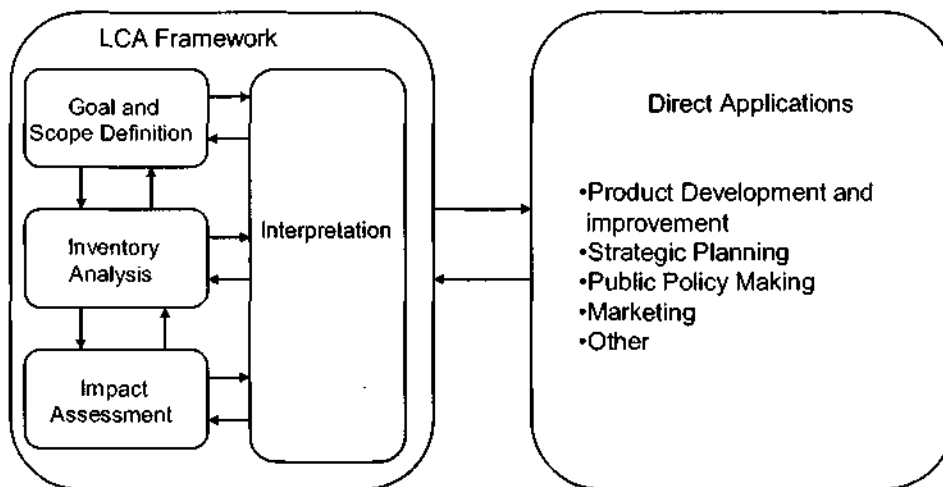 LCA Framework
Goal and
Scope Definition
Inventory
Analysis
Impact
Assessment
Interpretation
Direct Applications
•Product Development and
improvement
•Strategic Planning
•Public Policy Making
•Marketing
•Other